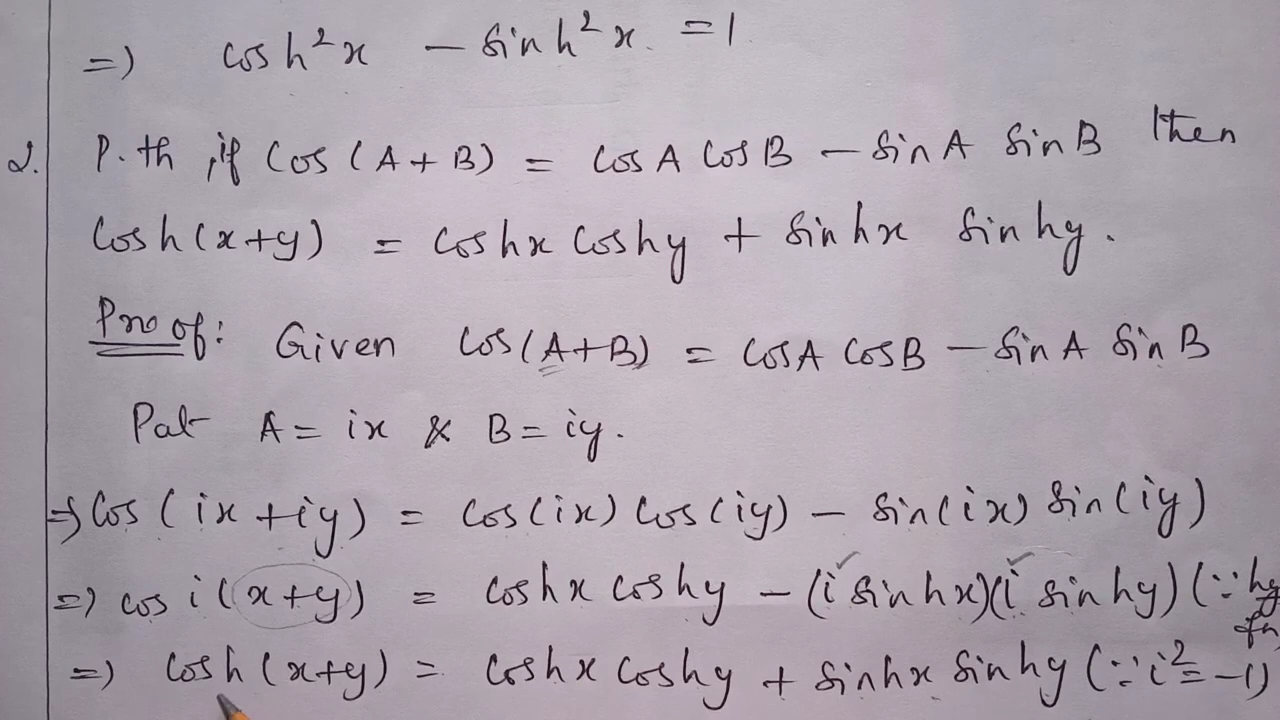 =) cosh²x - sinh²x = 1
2. P.th, if cos(A+B) = cosA cosB - sinA sinB then
cosh(x+y) = coshx coshy + sinhx sinhy.
Proof: Given cos(A+B) = cosA cosB - sinA sinB
Put A = ix & B = iy.
=) cos(ix+iy) = cos(ix) cos(iy) - sin(ix) sin(iy)
=) cos i(x+y) = coshx coshy - (i sinhx)(i sinhy) (∵ hy
fn
=) cosh(x+y) = coshx coshy + sinhx sinhy (∵ i² = -1)